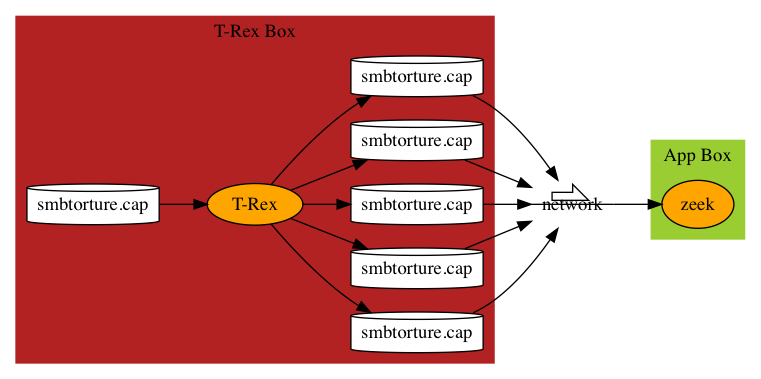 T-Rex Box
smbtorture.cap
smbtorture.cap
App Box
smbtorture.cap
T-Rex
smbtorture.cap
network
zeek
smbtorture.cap
smbtorture.cap